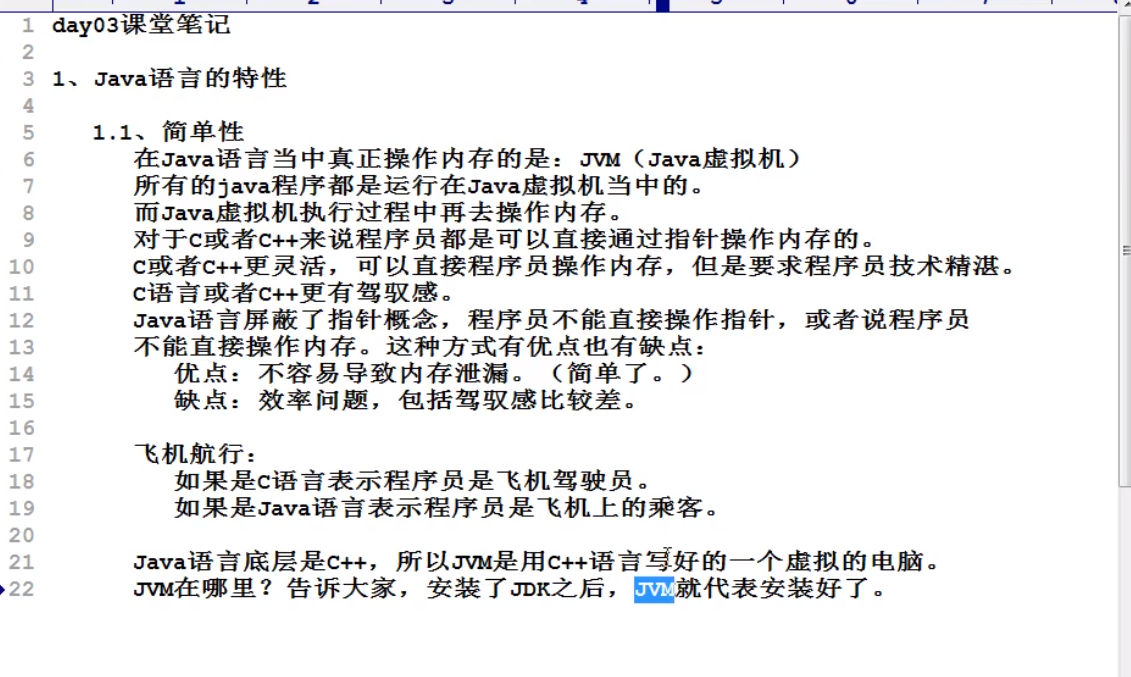 1 day03课堂笔记
2
3 1、Java语言的特性
4
5 1.1、简单性
6 在Java语言当中真正操作内存的是：JVM（Java虚拟机）
7 所有的java程序都是运行在Java虚拟机当中的。
8 而Java虚拟机执行过程中再去操作内存。
9 对于C或者C++来说程序员都是可以直接通过指针操作内存的。
10 C或者C++更灵活，可以直接程序员操作内存，但是要求程序员技术精湛。
11 C语言或者C++更有驾驭感。
12 Java语言屏蔽了指针概念，程序员不能直接操作指针，或者说程序员
13 不能直接操作内存。这种方式有优点也有缺点：
14 优点：不容易导致内存泄漏。（简单了。）
15 缺点：效率问题，包括驾驭感比较差。
16
17 飞机航行：
18 如果是C语言表示程序员是飞机驾驶员。
19 如果是Java语言表示程序员是飞机上的乘客。
20
21 Java语言底层是C++，所以JVM是用C++语言写好的一个虚拟的电脑。
22 JVM在哪里？告诉大家，安装了JDK之后，JVM就代表安装好了。